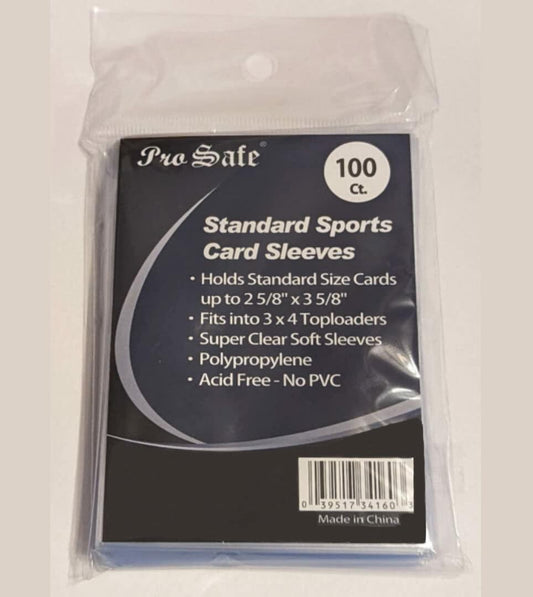 Pro Safe®
100
Ct.
Standard Sports
Card Sleeves
• Holds Standard Size Cards
up to 2 5/8" x 3 5/8"
• Fits into 3 x 4 Toploaders
• Super Clear Soft Sleeves
• Polypropylene
• Acid Free - No PVC
0 39517 34160 3
Made in China